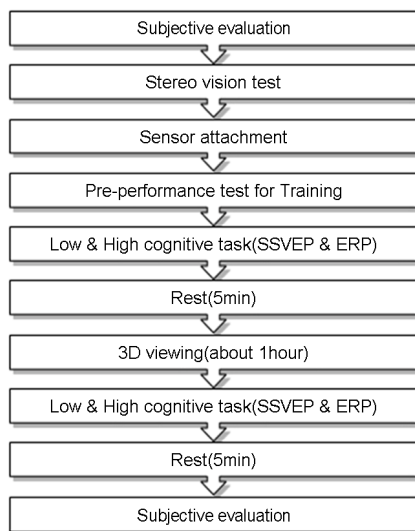 Subjective evaluation
Stereo vision test
Sensor attachment
Pre-performance test for Training
Low & High cognitive task(SSVEP & ERP)
Rest(5min)
3D viewing(about 1hour)
Low & High cognitive task(SSVEP & ERP)
Rest(5min)
Subjective evaluation